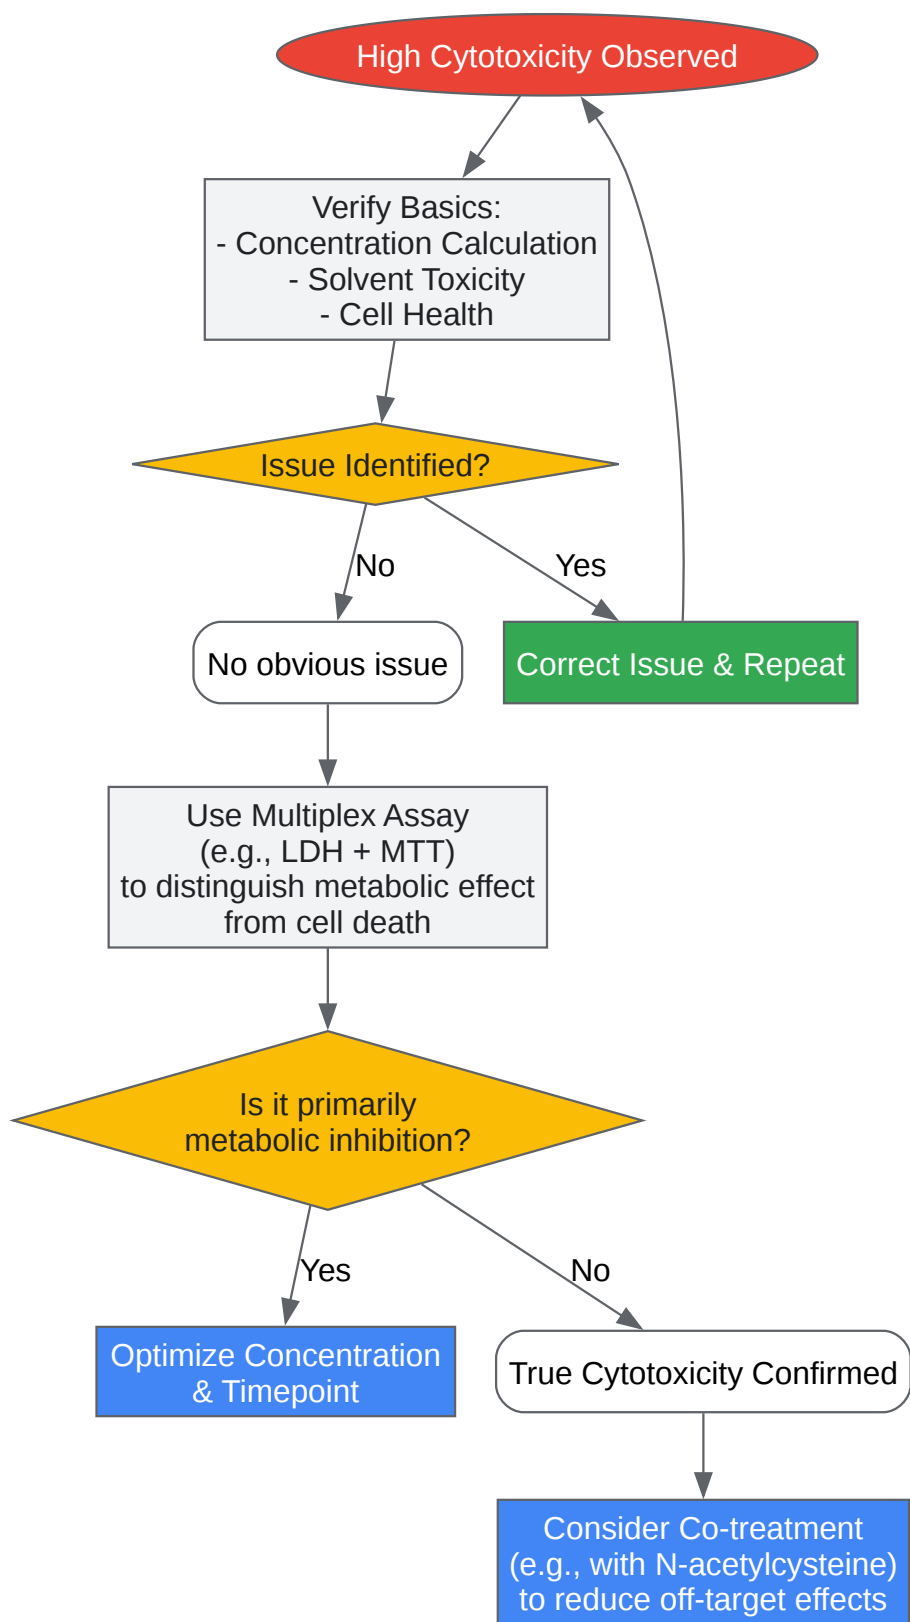 High Cytotoxicity Observed
Verify Basics:
- Concentration Calculation
- Solvent Toxicity
- Cell Health
Issue Identified?
No
Yes
No obvious issue
Correct Issue & Repeat
Use Multiplex Assay
(e.g., LDH + MTT)
to distinguish metabolic effect
from cell death
Is it primarily
metabolic inhibition?
Yes
No
Optimize Concentration
& Timepoint
True Cytotoxicity Confirmed
Consider Co-treatment
(e.g., with N-acetylcysteine)
to reduce off-target effects